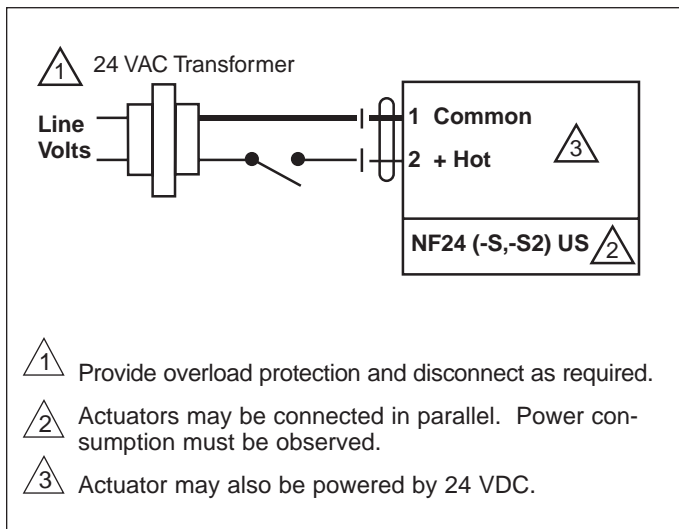 1 24 VAC Transformer
Line
Volts
1 Common
2 + Hot
3
NF24 (-S,-S2) US 2
1 Provide overload protection and disconnect as required.
2 Actuators may be connected in parallel. Power con-
sumption must be observed.
3 Actuator may also be powered by 24 VDC.